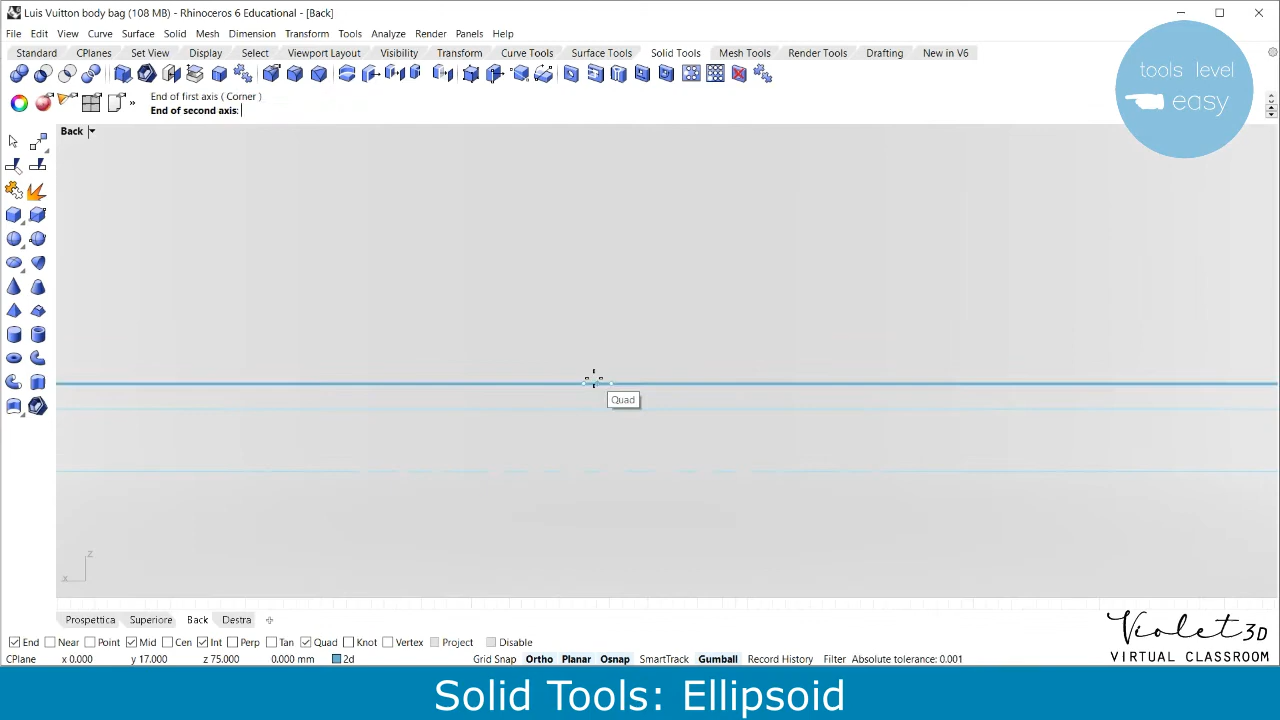 Luis Vuitton body bag (108 MB) - Rhinoceros 6 Educational - [Back]
File Edit View Curve Surface Solid Mesh Dimension Transform Tools Analyze Render Panels Help
Standard CPlanes Set View Display Select Viewport Layout Visibility Transform Curve Tools Surface Tools Solid Tools Mesh Tools Render Tools Drafting New in V6
tools level
easy
End of first axis ( Corner )
End of second axis:
Back
Quad
z
x
Prospettica Superiore Back Destra
End Near Point Mid Cen Int Perp Tan Quad Knot Vertex Project Disable
CPlane x 0.000 y 17.000 z 75.000 0.000 mm 2d Grid Snap Ortho Planar Osnap SmartTrack Gumball Record History Filter Absolute tolerance: 0.001
Violet 3D
VIRTUAL CLASSROOM
Solid Tools: Ellipsoid